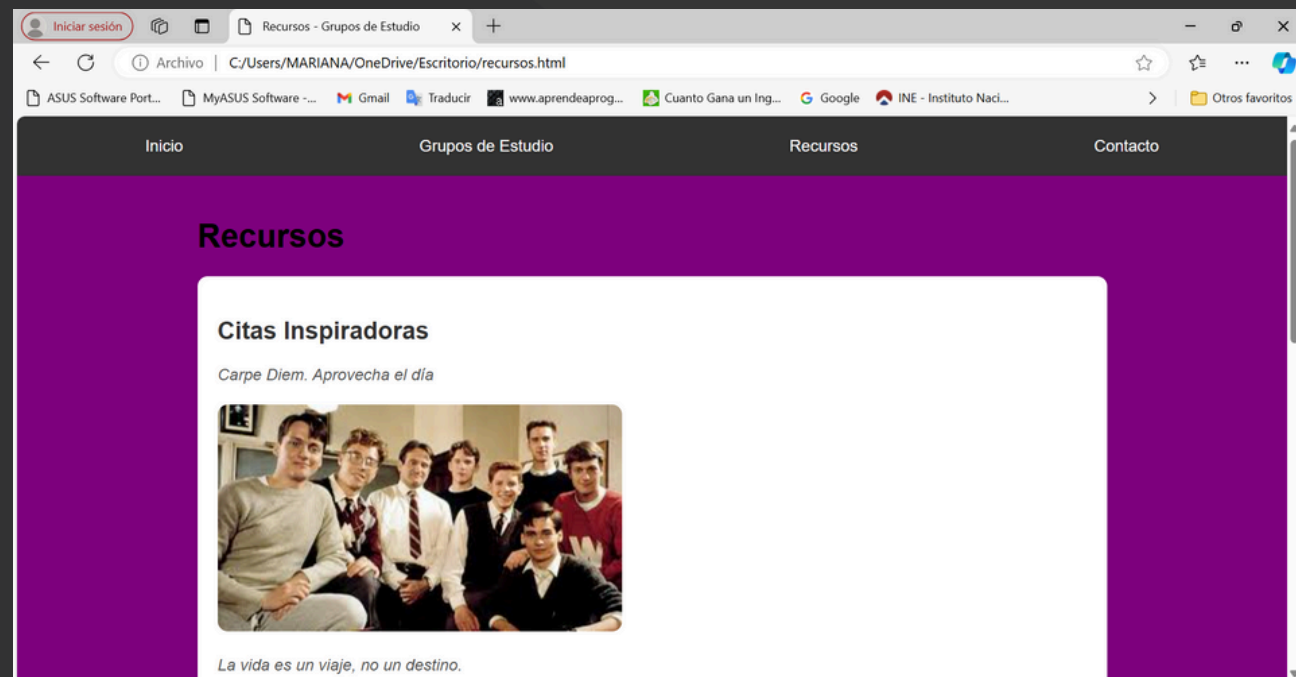 Iniciar sesión
Recursos - Grupos de Estudio
Archivo | C:/Users/MARIANA/OneDrive/Escritorio/recursos.html
ASUS Software Port... MyASUS Software -... Gmail Traducir www.aprendeaprog... Cuanto Gana un Ing... Google INE - Instituto Naci... Otros favoritos
Inicio Grupos de Estudio Recursos Contacto
Recursos
Citas Inspiradoras
Carpe Diem. Aprovecha el día
W
La vida es un viaje, no un destino.